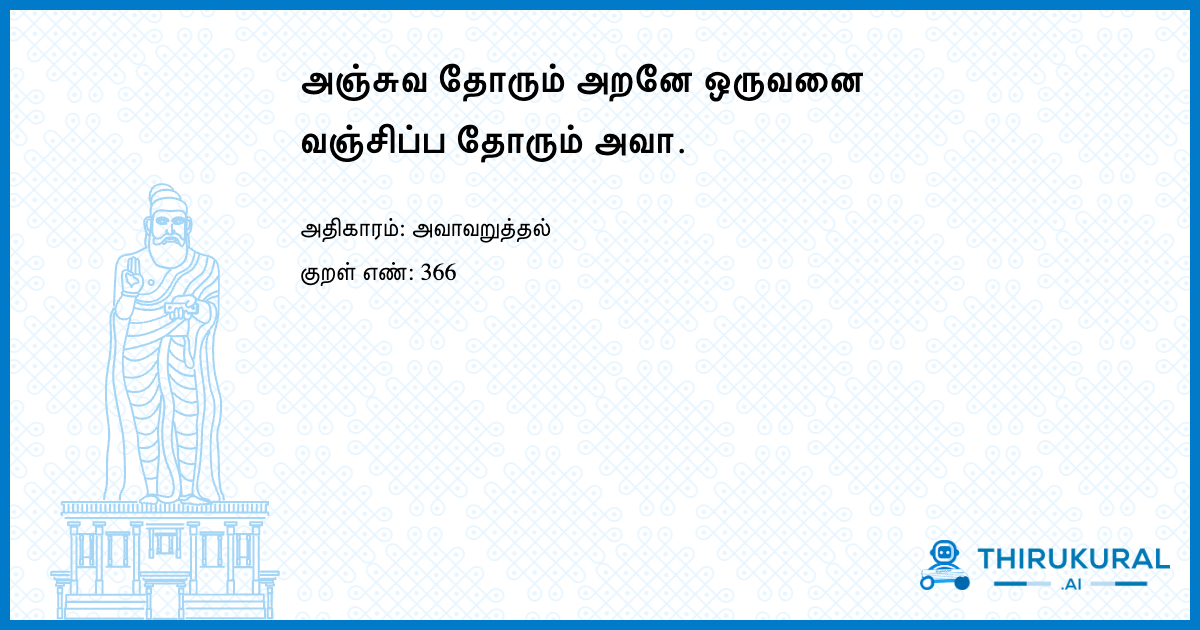 அஞ்சுவ தோரும் அறனே ஒருவனை
வஞ்சிப்ப தோரும் அவா.
அதிகாரம்: அவாவறுத்தல்
குறள் எண்: 366
THIRUKURAL
.AI